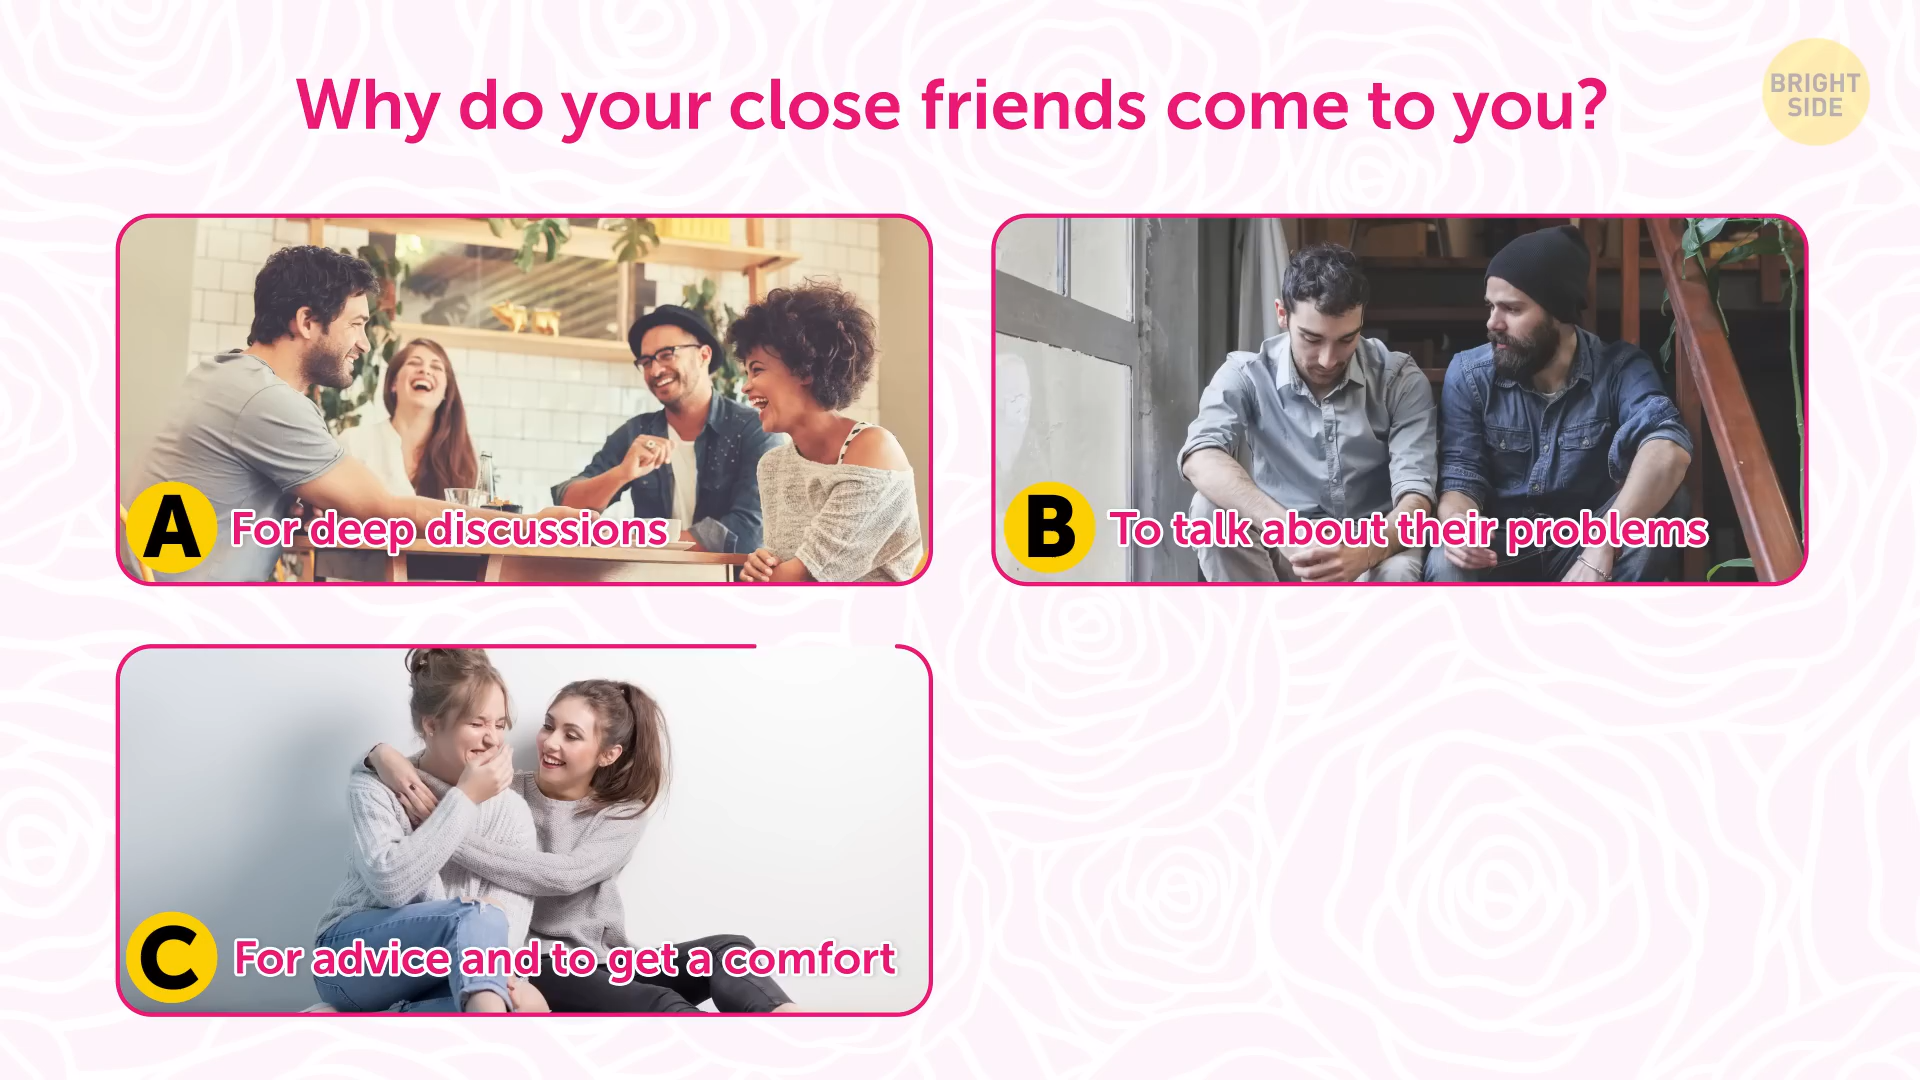 Why do your close friends come to you?
BRIGHT
SIDE
A For deep discussions
B To talk about their problems
C For advice and to get a comfort